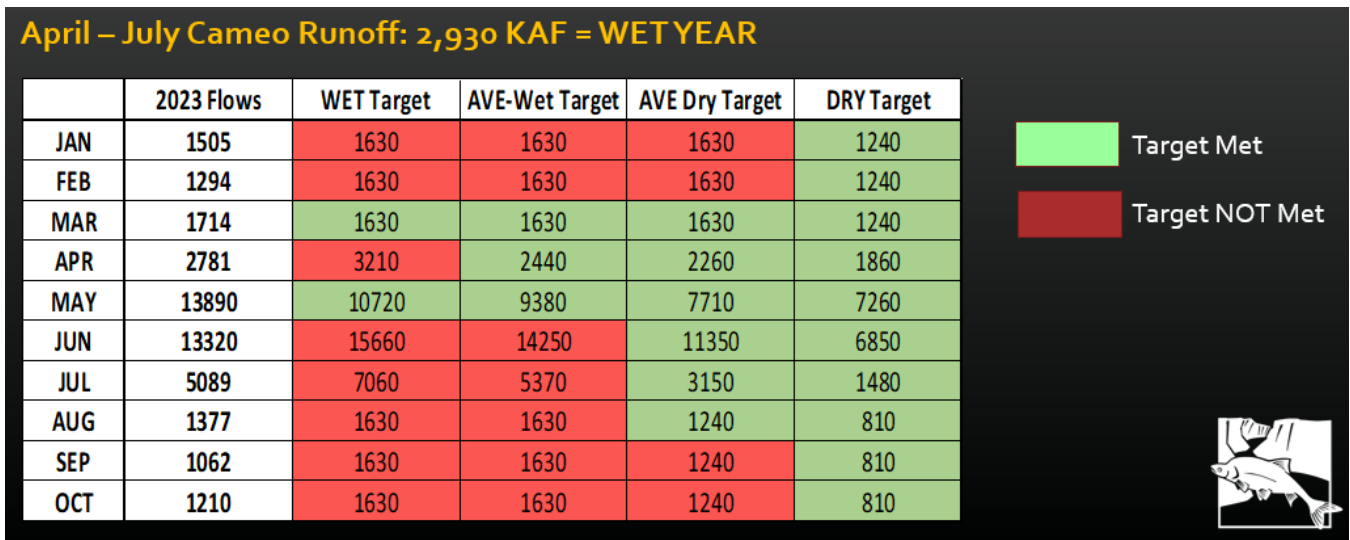 April – July Cameo Runoff: 2,930 KAF = WET YEAR
2023 Flows WET Target AVE-Wet Target AVE Dry Target DRY Target
JAN 1505 1630 1630 1630 1240
FEB 1294 1630 1630 1630 1240
MAR 1714 1630 1630 1630 1240
APR 2781 3210 2440 2260 1860
MAY 13890 10720 9380 7710 7260
JUN 13320 15660 14250 11350 6850
JUL 5089 7060 5370 3150 1480
AUG 1377 1630 1630 1240 810
SEP 1062 1630 1630 1240 810
OCT 1210 1630 1630 1240 810
Target Met
Target NOT Met